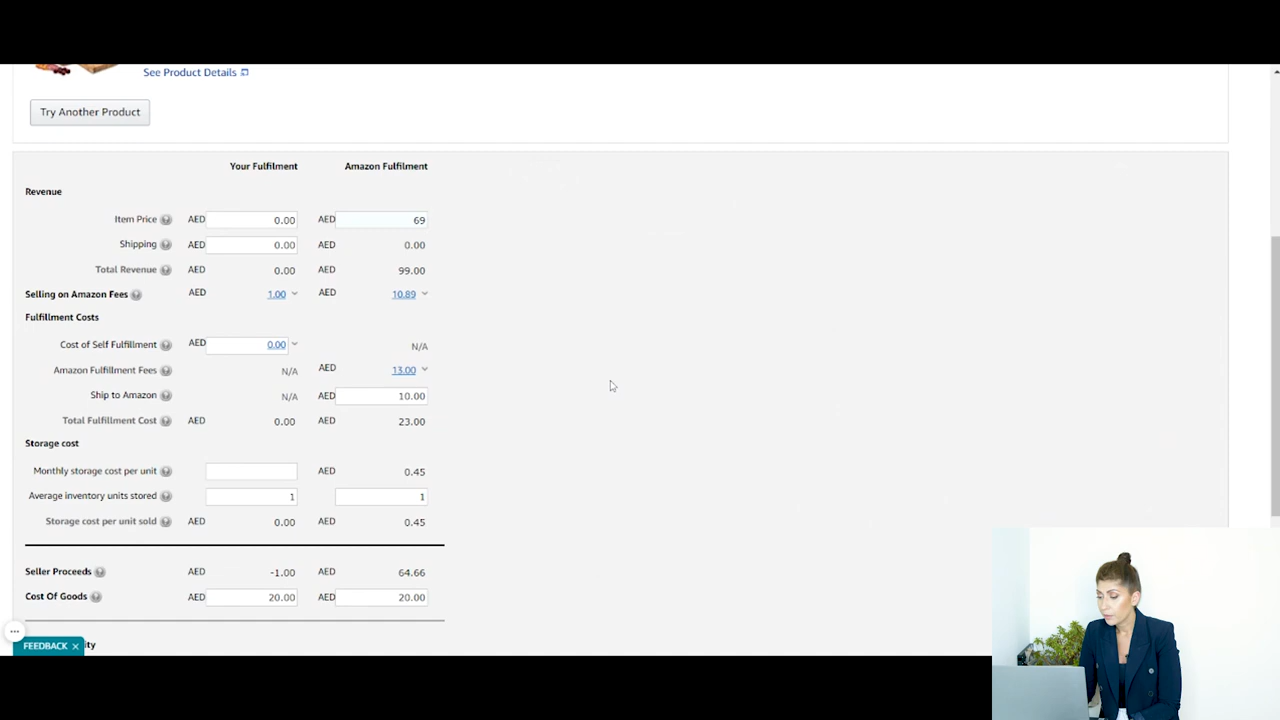 See Product Details
Try Another Product
Your Fulfilment Amazon Fulfilment
Revenue
Item Price AED 0.00 AED 69
Shipping AED 0.00 AED 0.00
Total Revenue AED 0.00 AED 99.00
Selling on Amazon Fees AED 1.00 AED 10.89
Fulfillment Costs
Cost of Self Fulfillment AED 0.00 N/A
Amazon Fulfillment Fees N/A AED 13.00
Ship to Amazon N/A AED 10.00
Total Fulfillment Cost AED 0.00 AED 23.00
Storage cost
Monthly storage cost per unit AED 0.45
Average inventory units stored 1 1
Storage cost per unit sold AED 0.00 AED 0.45
Seller Proceeds AED -1.00 AED 64.66
Cost Of Goods AED 20.00 AED 20.00
FEEDBACK × ity